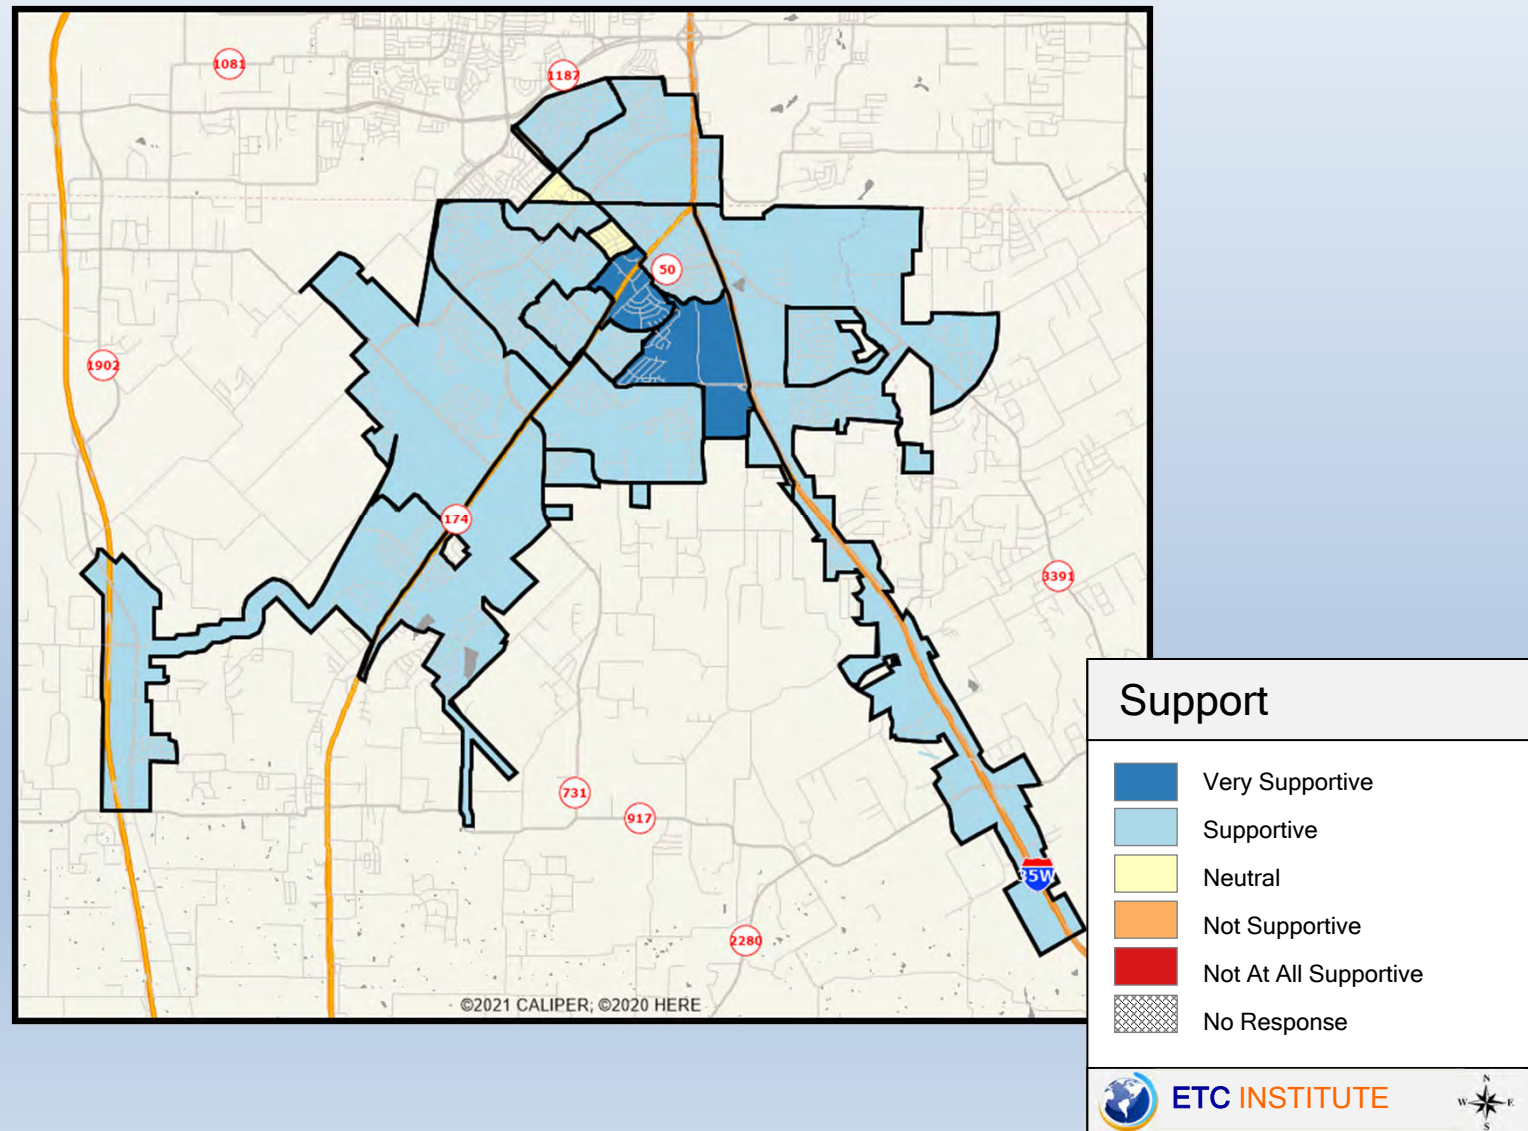 1081
1187
50
1902
174
3391
731
917
35W
2280
©2021 CALIPER; ©2020 HERE
Support
Very Supportive
Supportive
Neutral
Not Supportive
Not At All Supportive
No Response
ETC INSTITUTE
N
W E
S